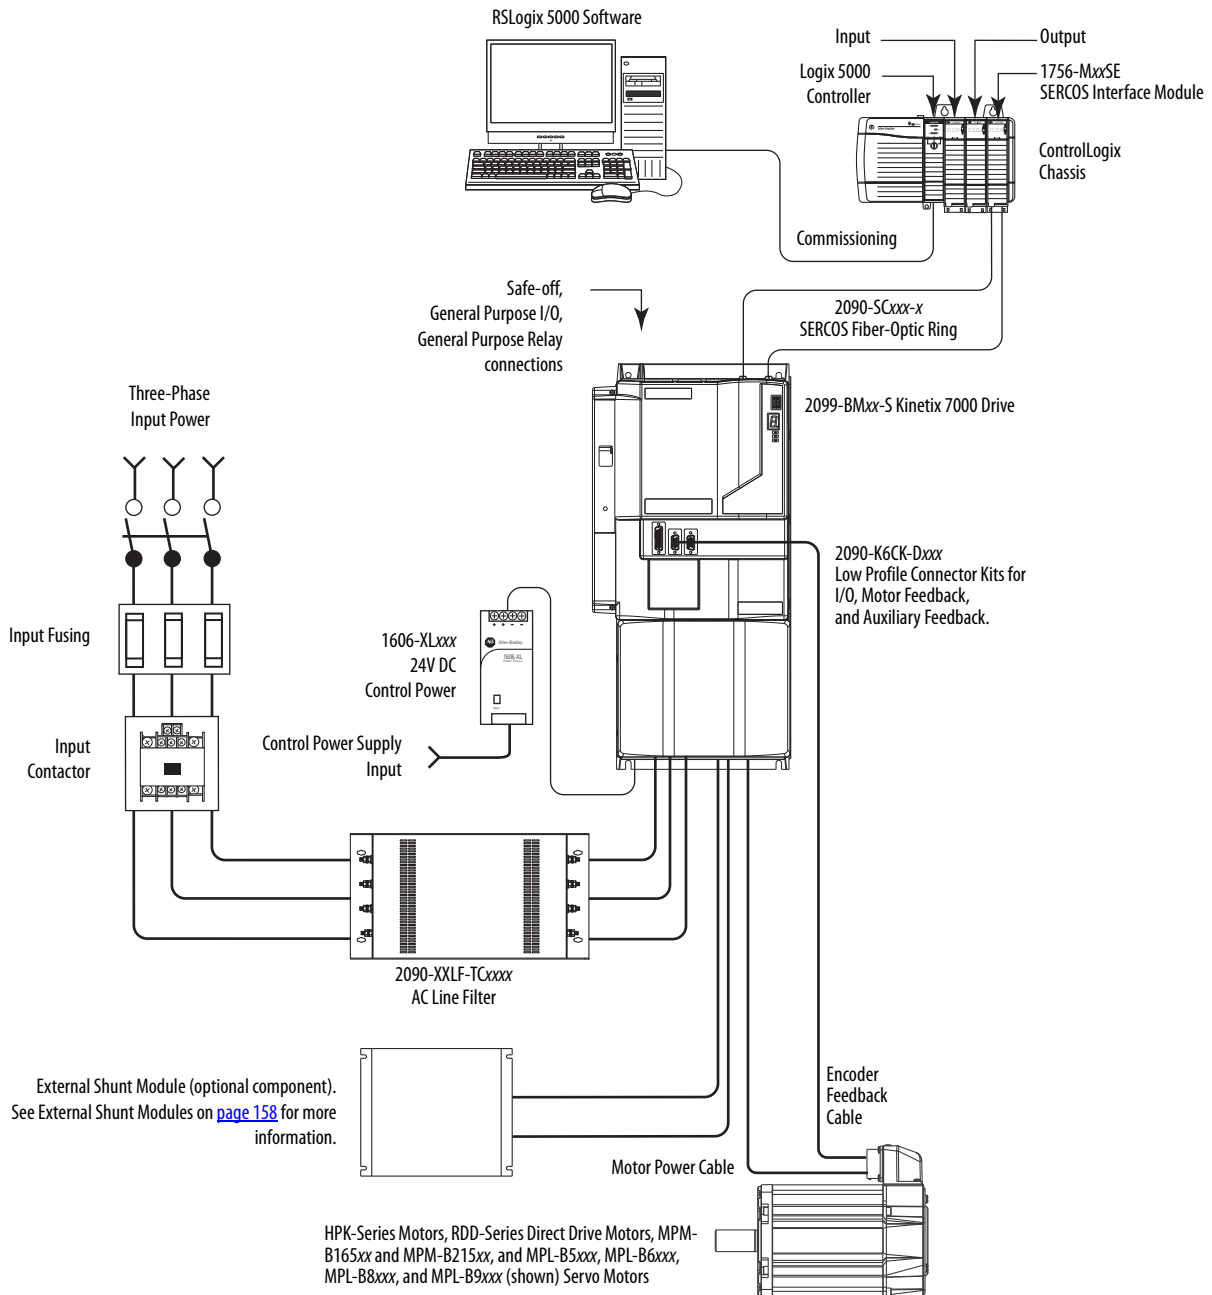 RSLogix 5000 Software
Input
Output
Logix 5000
Controller
1756-MxxSE
SERCOS Interface Module
ControlLogix
Chassis
Commissioning
Safe-off,
General Purpose I/O,
General Purpose Relay
connections
2090-SCxxx-x
SERCOS Fiber-Optic Ring
Three-Phase
Input Power
2099-BMxx-S Kinetix 7000 Drive
2090-K6CK-Dxxx
Low Profile Connector Kits for
I/O, Motor Feedback,
and Auxiliary Feedback.
Input Fusing
1606-XLxxx
24V DC
Control Power
Allen-Bradley
1606-XL
Power Supply
Input
Contactor
Control Power Supply
Input
2090-XXLF-TCxxxx
AC Line Filter
External Shunt Module (optional component).
See External Shunt Modules on page 158 for more
information.
Encoder
Feedback
Cable
Motor Power Cable
HPK-Series Motors, RDD-Series Direct Drive Motors, MPM-
B165xx and MPM-B215xx, and MPL-B5xxx, MPL-B6xxx,
MPL-B8xxx, and MPL-B9xxx (shown) Servo Motors